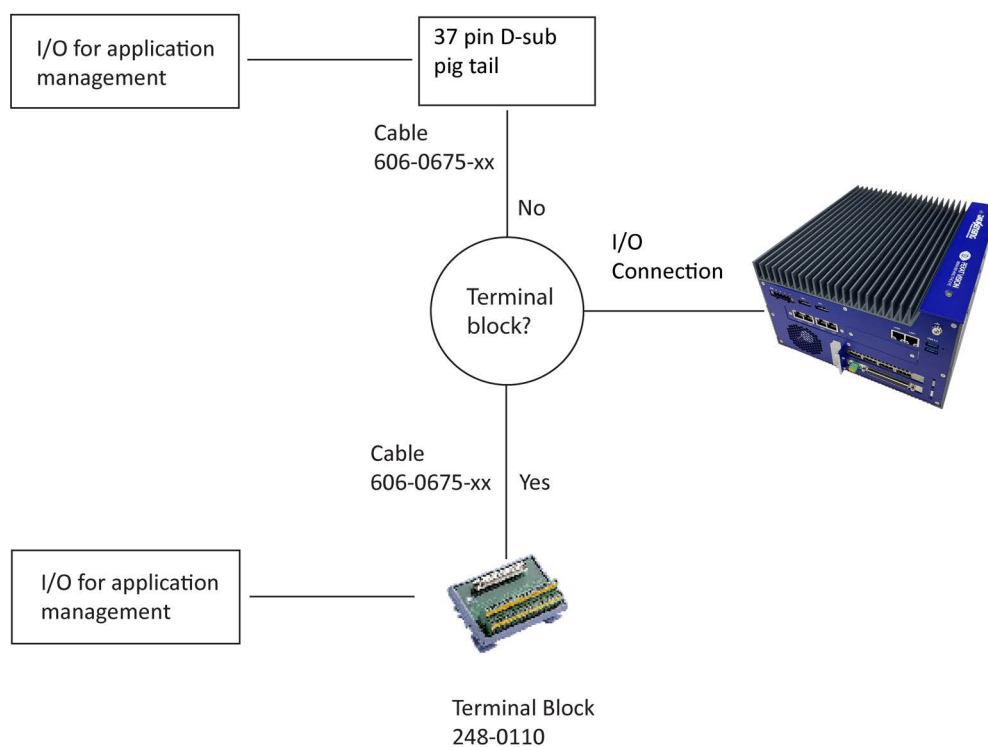 I/O for application
management
37 pin D-sub
pig tail
Cable
606-0675-xx
No
I/O
Connection
Terminal
block?
Cable
606-0675-xx
Yes
I/O for application
management
Terminal Block
248-0110